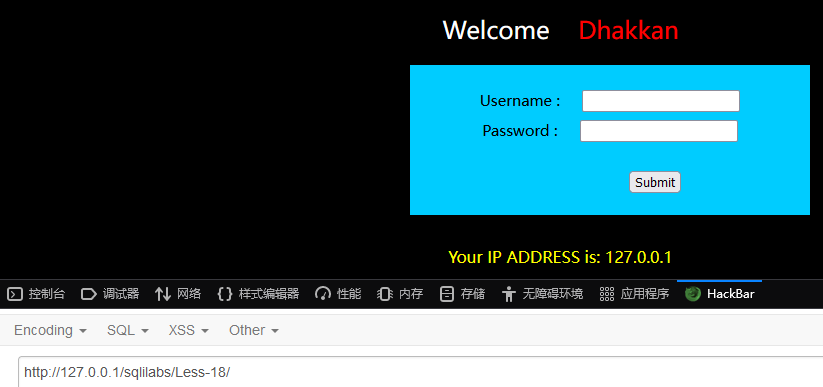 Welcome Dhakkan
Username :
Password :
Submit
Your IP ADDRESS is: 127.0.0.1
控制台 调试器 网络 样式编辑器 性能 内存 存储 无障碍环境 应用程序 HackBar
Encoding SQL XSS Other
http://127.0.0.1/sqlilabs/Less-18/